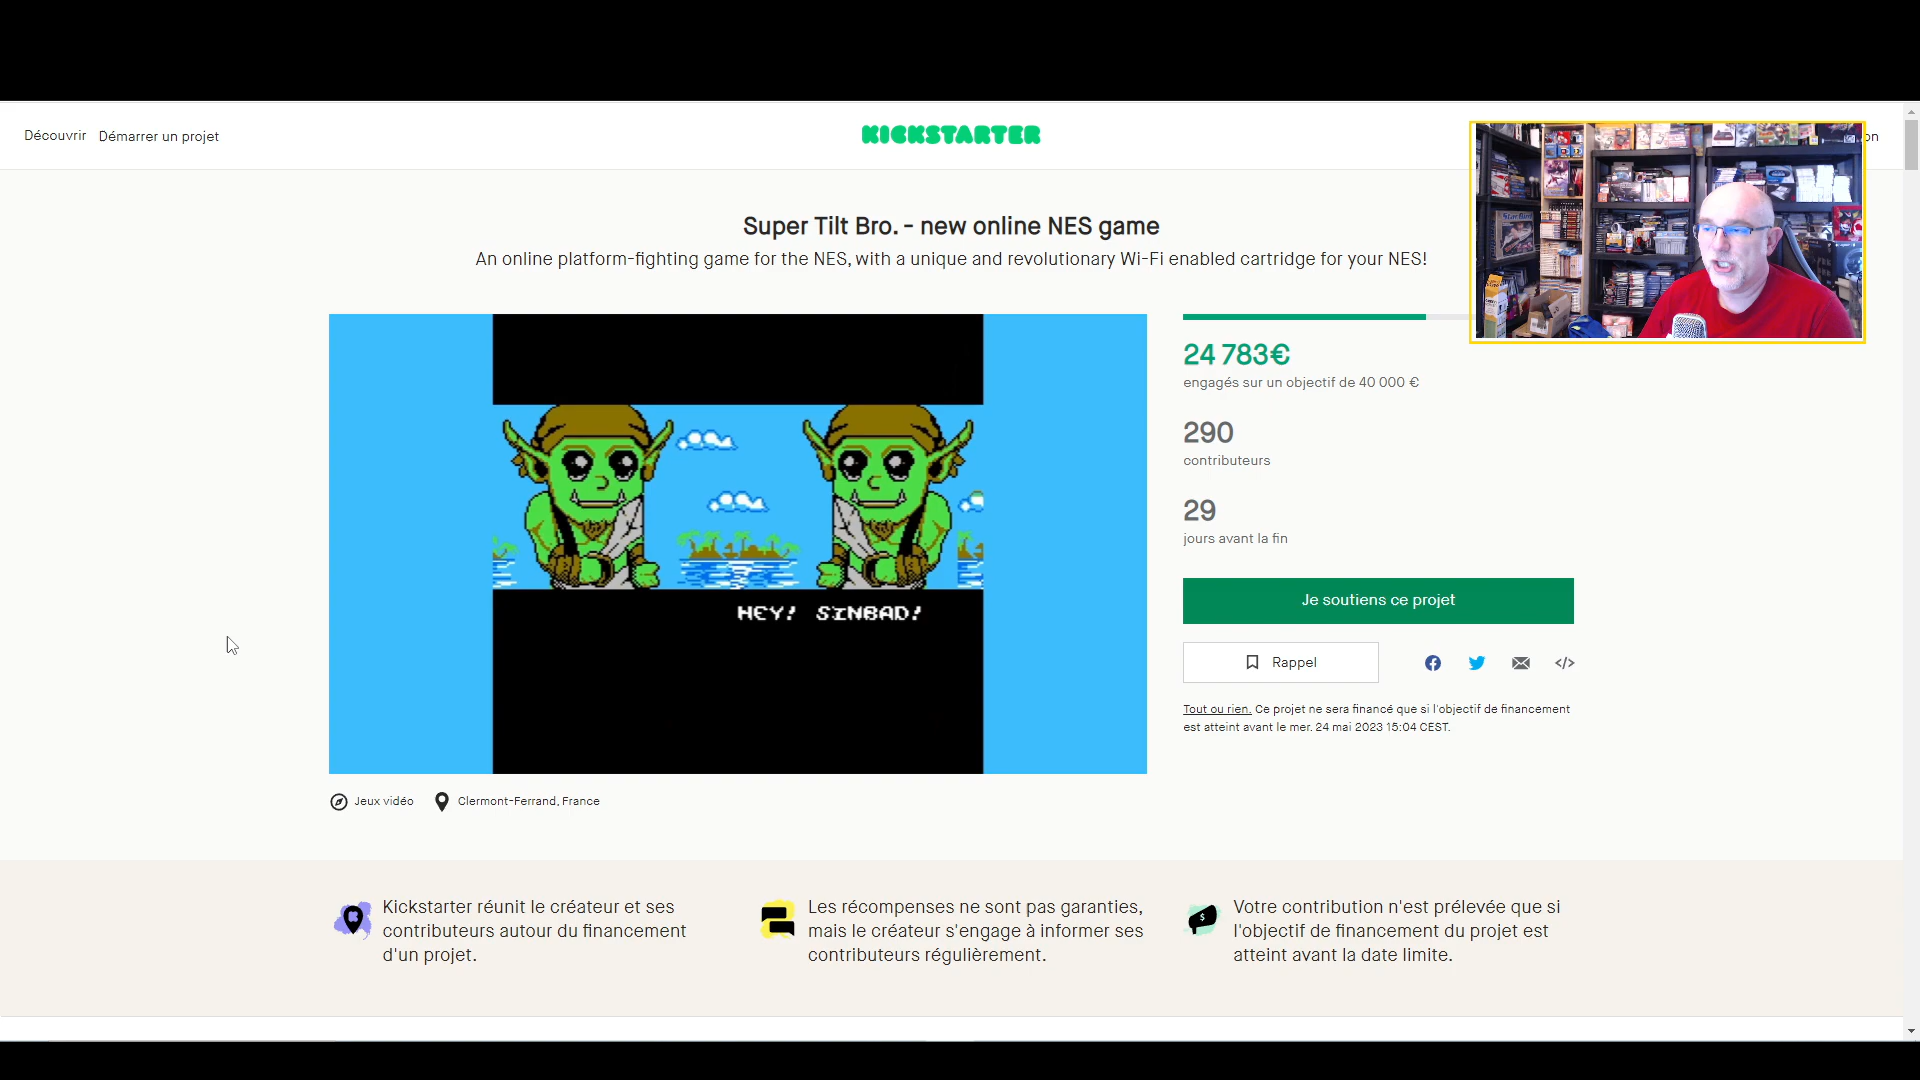 Découvrir
Démarrer un projet
KICKSTARTER
Super Tilt Bro. - new online NES game
An online platform-fighting game for the NES, with a unique and revolutionary Wi-Fi enabled cartridge for your NES!
HEY! SINBAD!
24 783€
engagés sur un objectif de 40 000 €
290
contributeurs
29
jours avant la fin
Je soutiens ce projet
Rappel
Tout ou rien. Ce projet ne sera financé que si l'objectif de financement
est atteint avant le mer. 24 mai 2023 15:04 CEST.
Jeux vidéo
Clermont-Ferrand, France
Kickstarter réunit le créateur et ses
contributeurs autour du financement
d'un projet.
Les récompenses ne sont pas garanties,
mais le créateur s'engage à informer ses
contributeurs régulièrement.
Votre contribution n'est prélevée que si
l'objectif de financement du projet est
atteint avant la date limite.